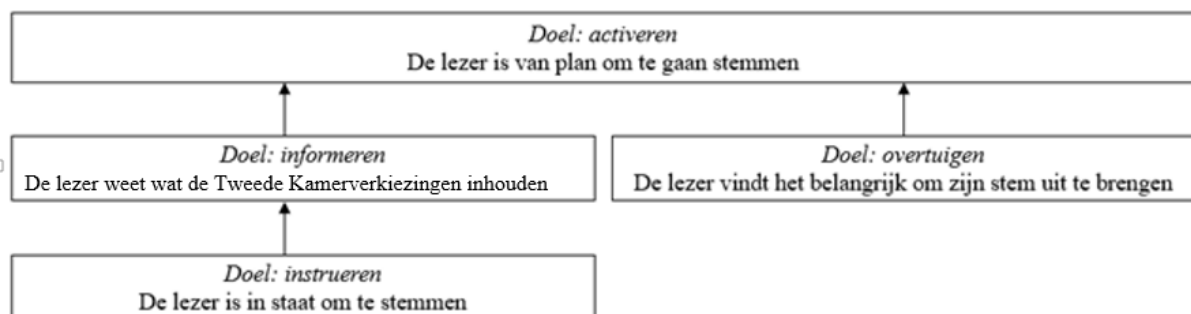 Doel: activeren
De lezer is van plan om te gaan stemmen
Doel: informeren
De lezer weet wat de Tweede Kamerverkiezingen inhouden
Doel: overtuigen
De lezer vindt het belangrijk om zijn stem uit te brengen
Doel: instrueren
De lezer is in staat om te stemmen